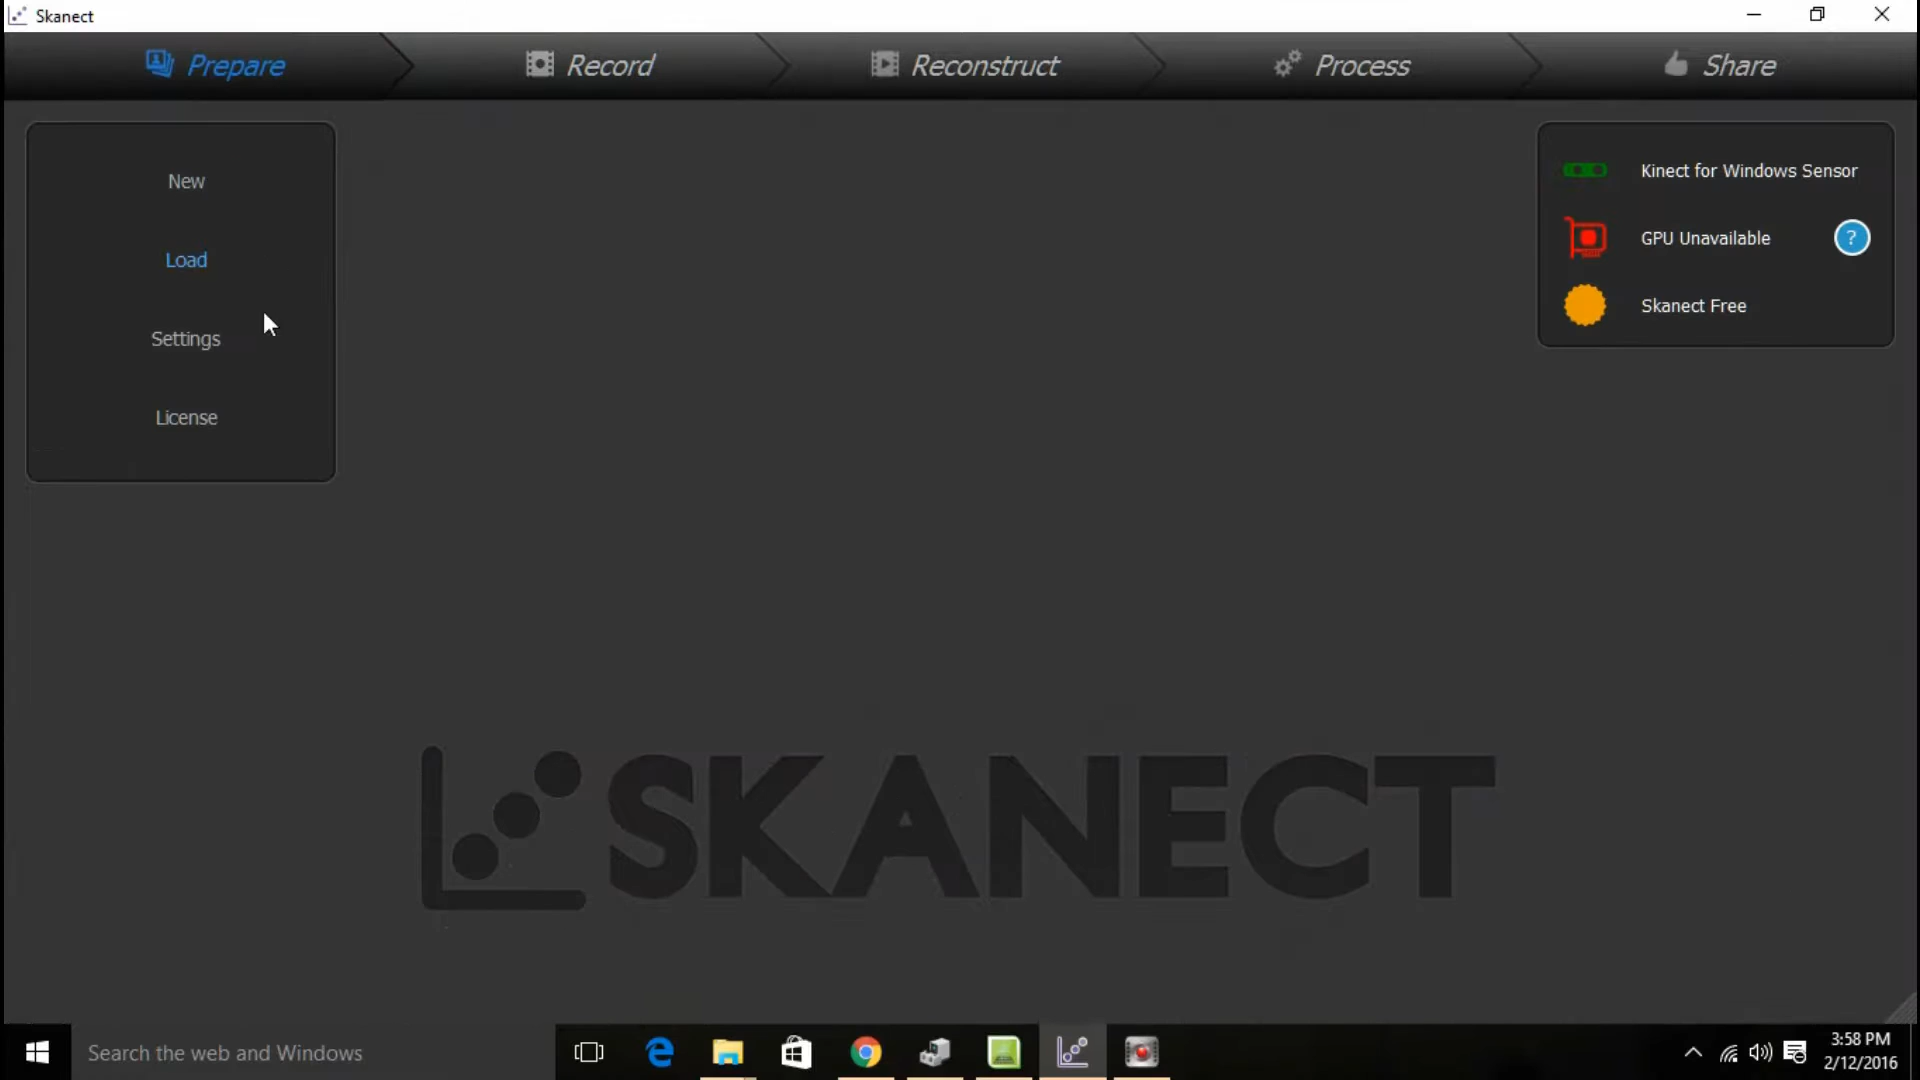 Skanect
Prepare
Record
Reconstruct
Process
Share
New
Load
Settings
License
Kinect for Windows Sensor
GPU Unavailable
?
Skanect Free
SKANECT
Search the web and Windows
3:58 PM
2/12/2016